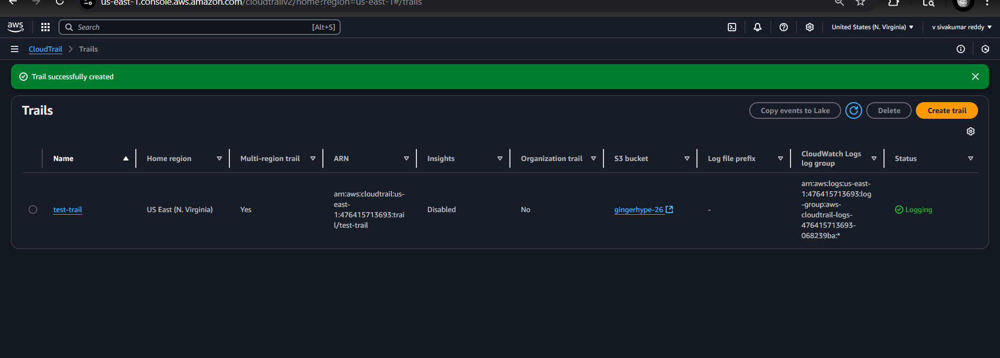 us-east-1.console.aws.amazon.com/cloudtrailv2/home?region=us-east-1#/trails
aws
Search
[Alt+S]
United States (N. Virginia)
v sivakumar reddy
CloudTrail
Trails
Trail successfully created
Trails
Copy events to Lake
Delete
Create trail
Name
Home region
Multi-region trail
ARN
Insights
Organization trail
S3 bucket
Log file prefix
CloudWatch Logs
log group
Status
test-trail
US East (N. Virginia)
Yes
arn:aws:cloudtrail:us-
east-
1:476415713693:trai
l/test-trail
Disabled
No
gingerhype-26
-
arn:aws:logs:us-east-
1:476415713693:log
-group:aws-
cloudtrail-logs-
476415713693-
068239ba:*
Logging